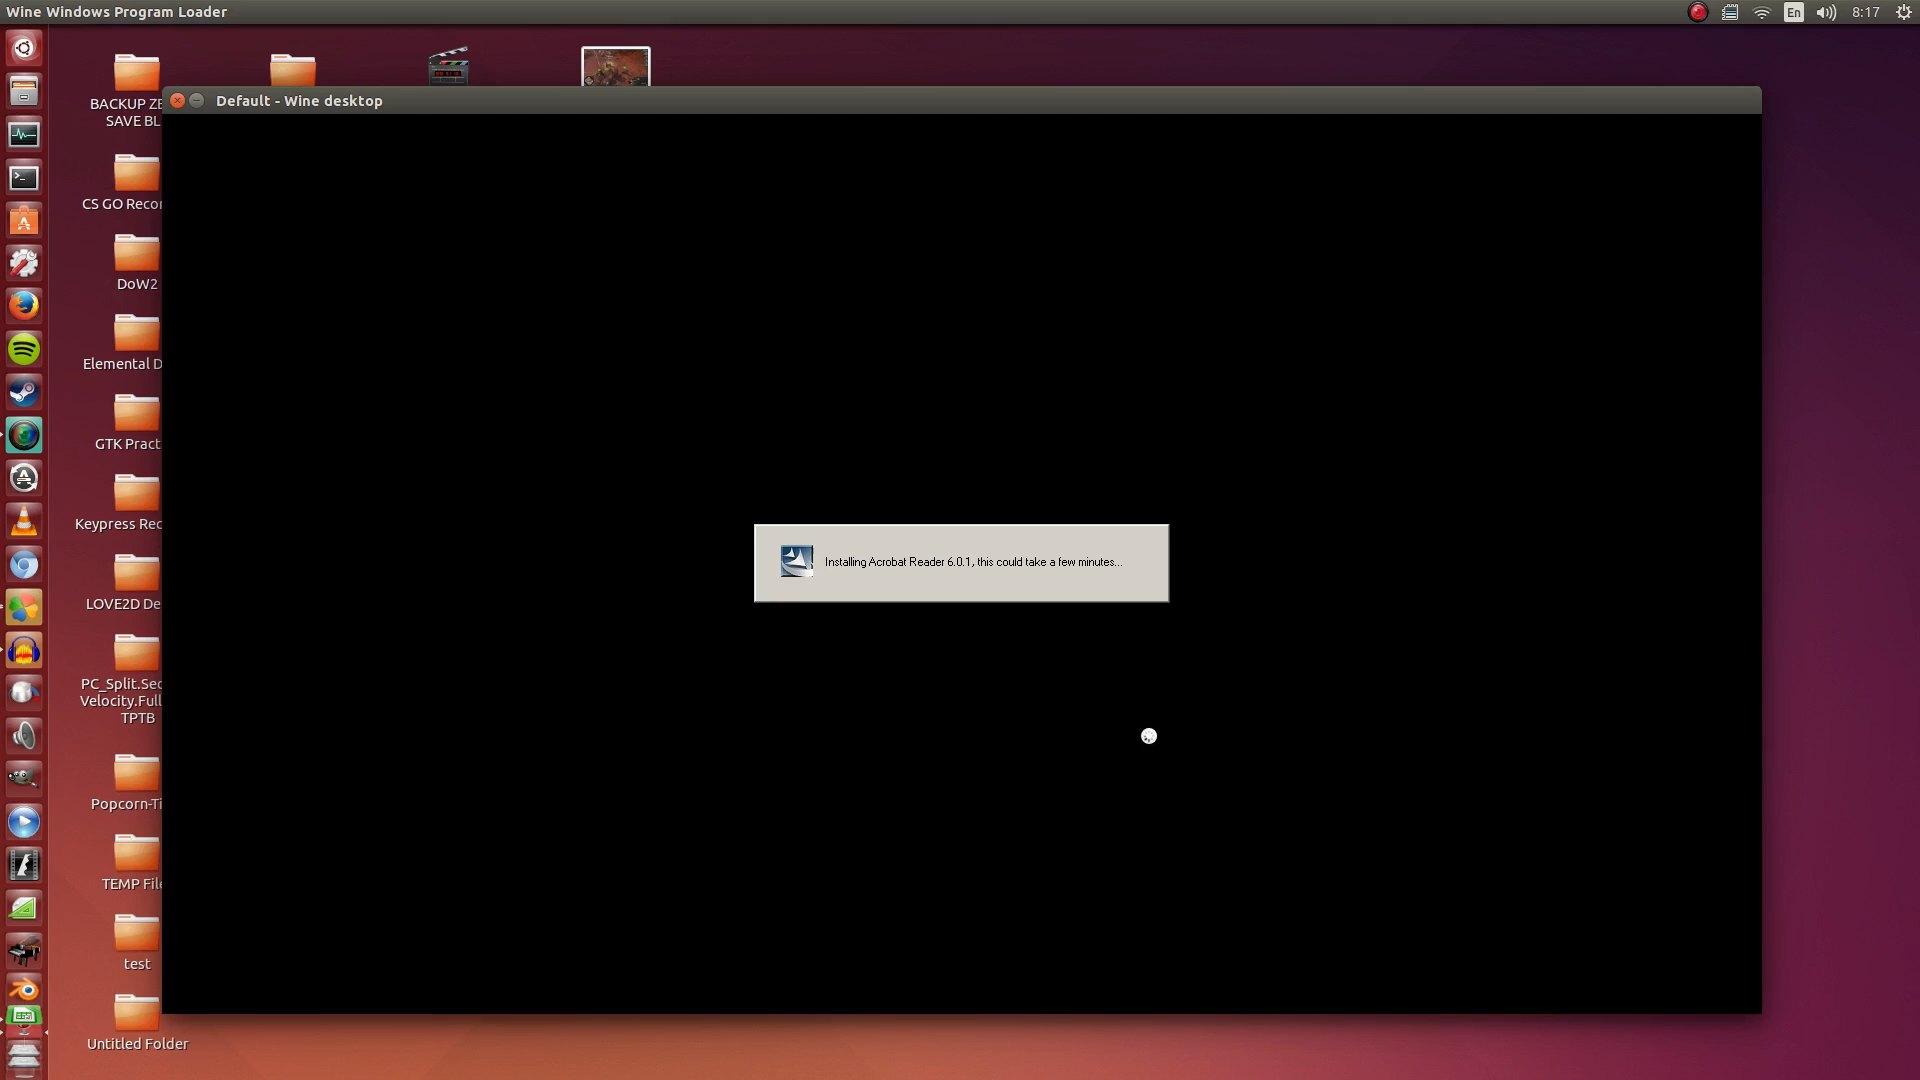 Wine Windows Program Loader
En
8:17
BACKUP ZE
SAVE BL
Default - Wine desktop
CS GO Recor
DoW2
Elemental D
GTK Pract
Keypress Rec
LOVE2D De
PC_Split.Sec
Velocity.Full
TPTB
Popcorn-Ti
TEMP File
test
Untitled Folder
Installing Acrobat Reader 6.0.1, this could take a few minutes...